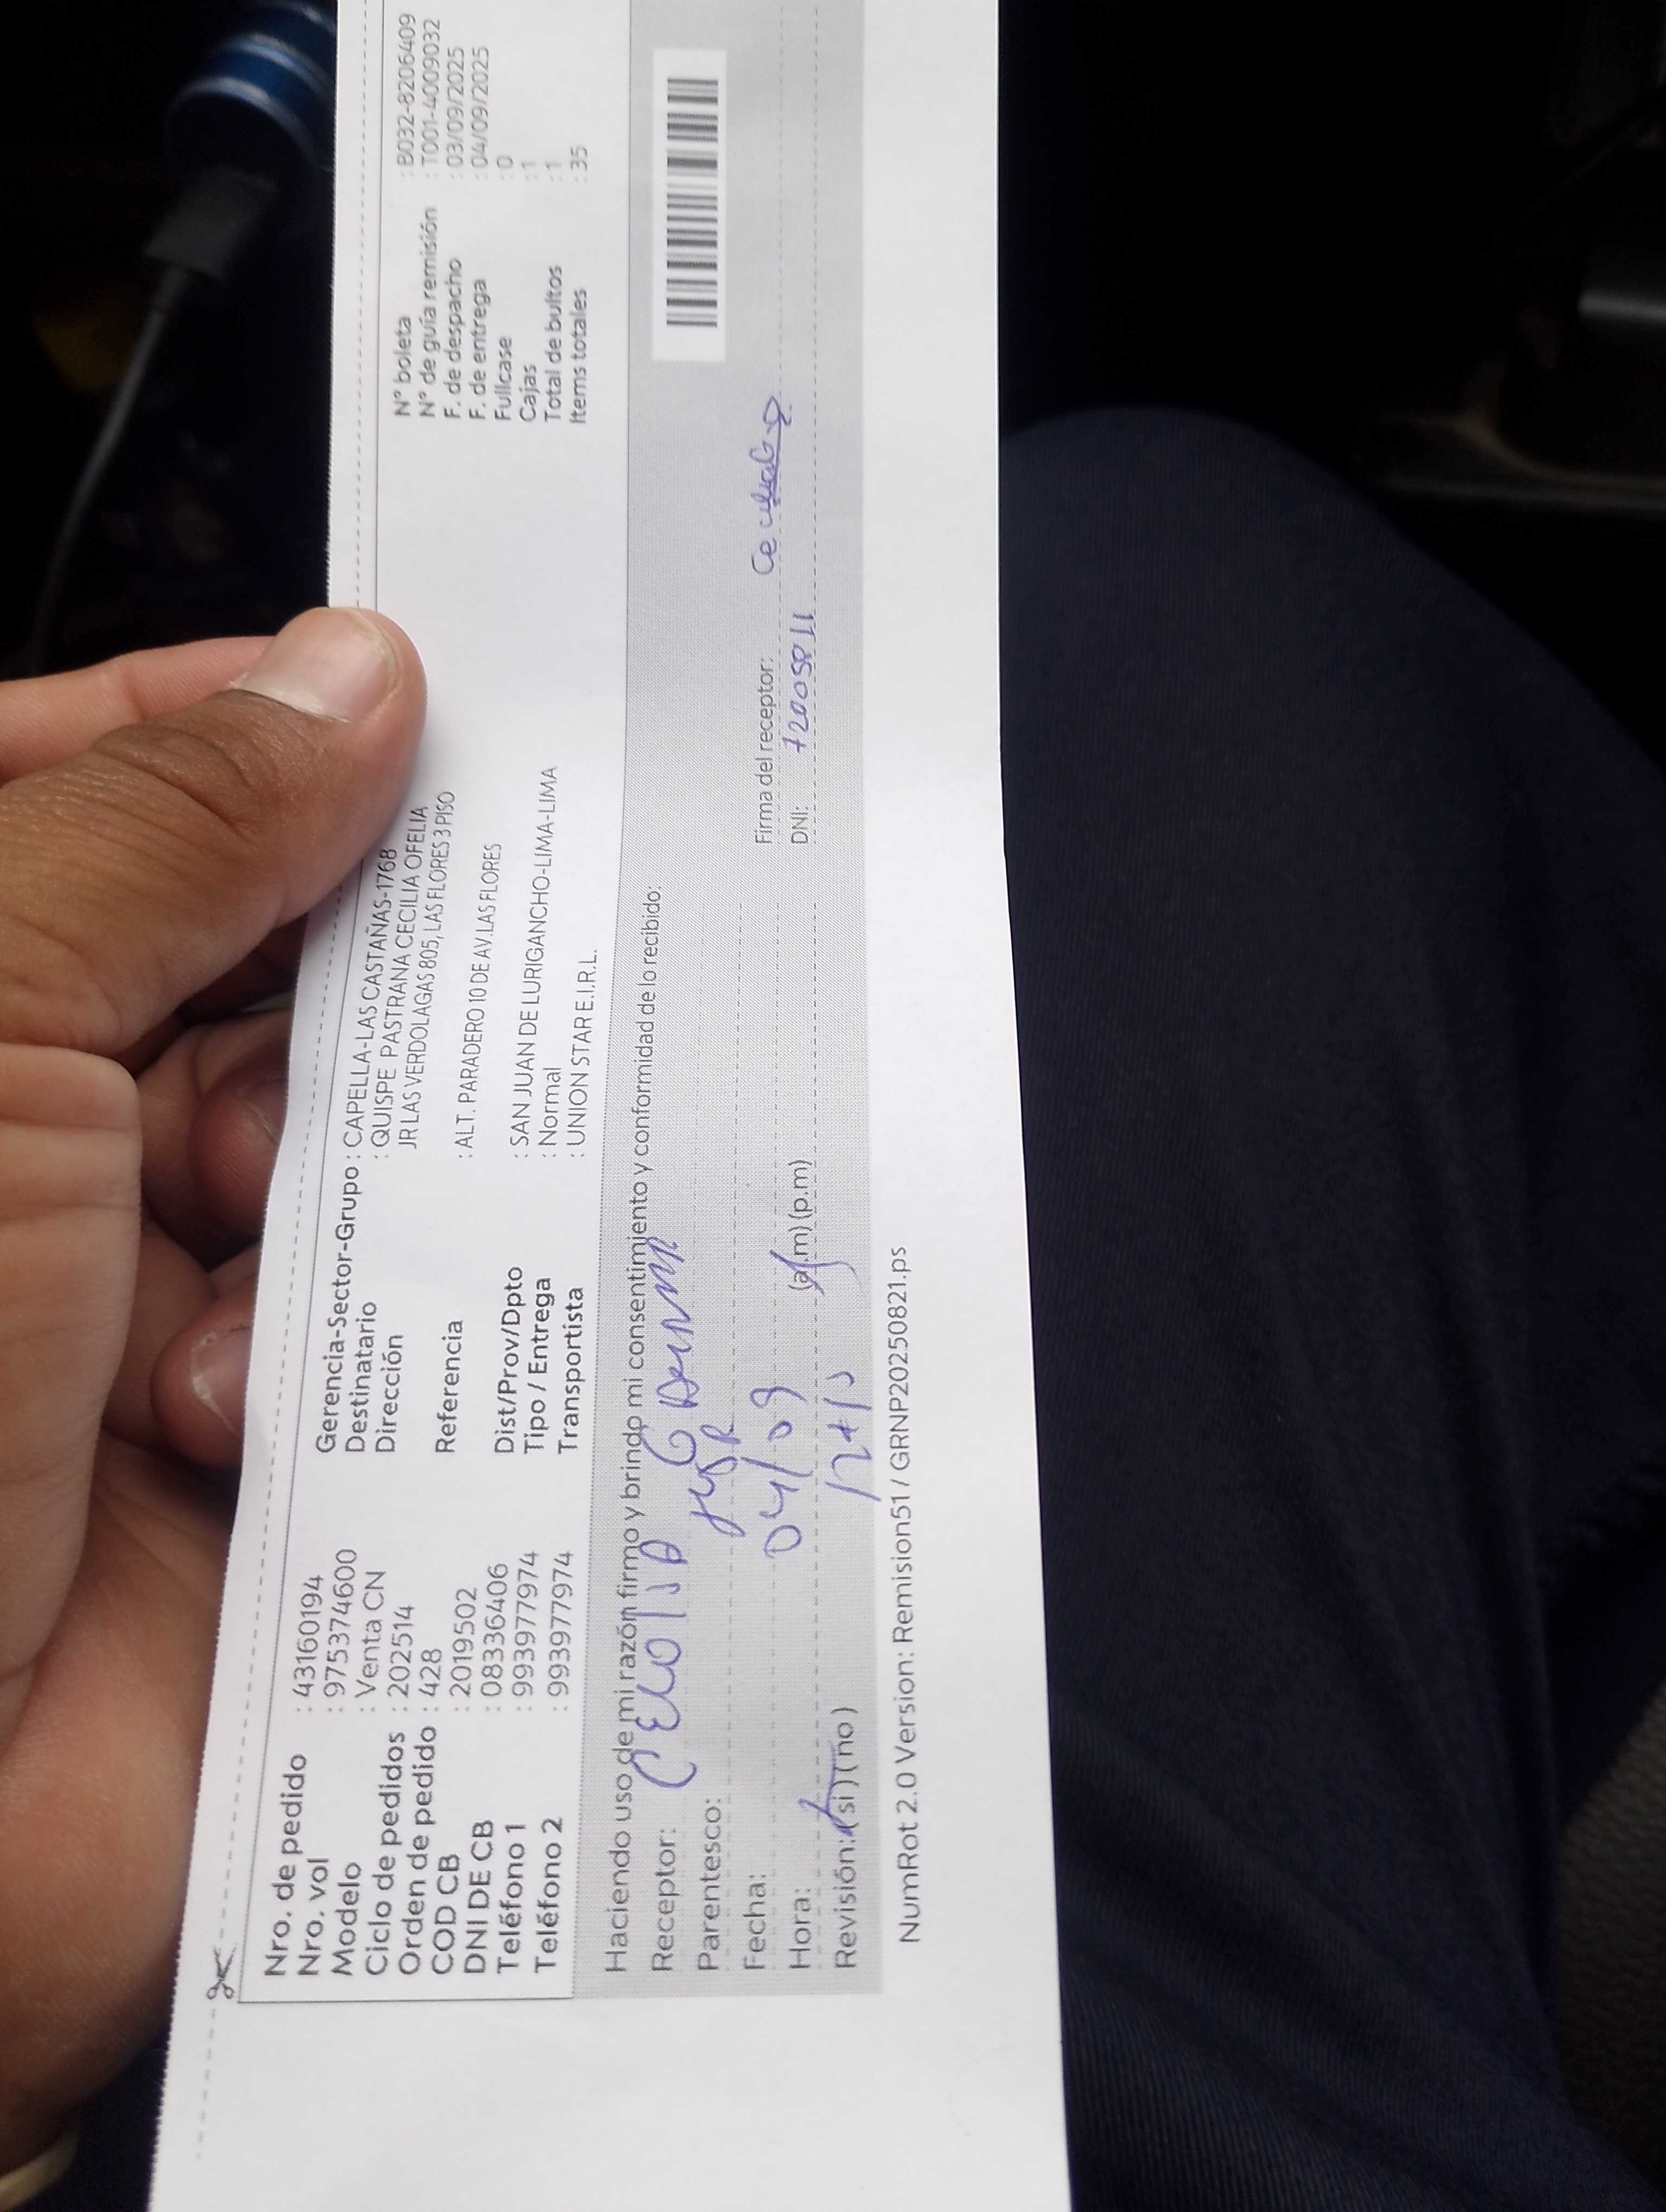 Nro. de pedido : 43160194
Nro. vol : 9753774600
Modelo : Venta CN
Ciclo de pedidos : 202514
Orden de pedido : 428
COD CB : 2019502
DNI DE CB : 08336406
Teléfono 1 : 993977974
Teléfono 2 : 993977974
Gerencia-Sector-Grupo : CAPELLA-LAS CASTAÑAS-1768
Destinatario : QUISPE PASTRANA CECILIA OFELIA
Dirección JR LAS VERDOLAGAS 805, LAS FLORES 3 PISO
Referencia : ALT. PARADERO 10 DE AV. LAS FLORES
Dist/Prov/Dpto : SAN JUAN DE LURIGANCHO-LIMA-LIMA
Tipo / Entrega : Normal
Transportista : UNION STAR E.I.R.L.
N° boleta : B032-8206409
N° de guía remisión : T001-4009032
F. de despacho : 03/09/2025
F. de entrega : 04/09/2025
Fullcase : 0
Cajas : 1
Total de bultos : 1
Items totales : 35
Haciendo uso de mi razón firmo y brindo mi consentimiento y conformidad de lo recibido:
Receptor:
Parentesco:
Fecha: 04/09
Hora: (a.m) (p.m)
Revisión: (si) (no)
Firma del receptor:
DNI: 72005811
NumRot 2.0 Version: Remision51 / GRNP20250821.ps